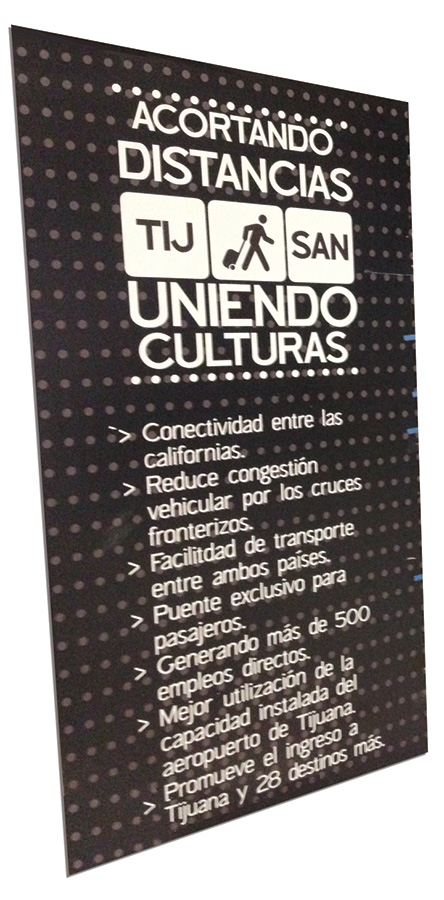 ACORTANDO
DISTANCIAS
TIJ SAN
UNIENDO
CULTURAS
> Conectividad entre las
californias.
> Reduce congestión
vehicular por los cruces
fronterizos.
> Facilitdad de transporte
entre ambos países.
> Puente exclusivo para
pasajeros.
> Generando más de 500
empleos directos.
> Mejor utilización de la
capacidad instalada del
aeropuerto de Tijuana.
> Promueve el ingreso a
Tijuana y 28 destinos más.